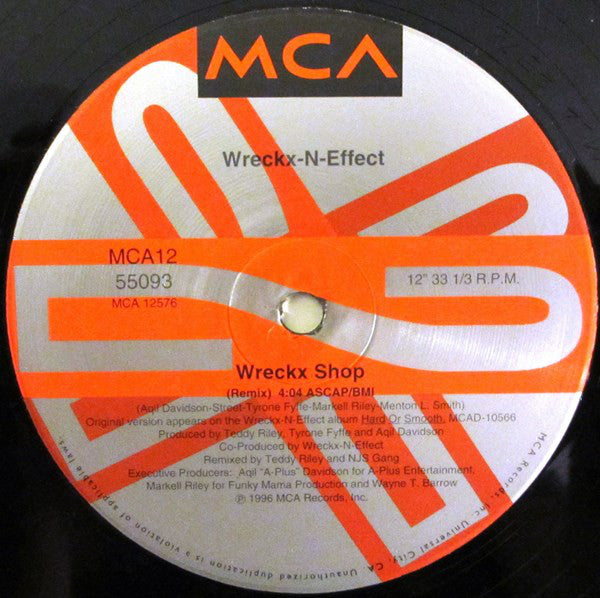 MCA
Wreckx-N-Effect
MCA12
55093
MCA 12576
12" 33 1/3 R.P.M.
Wreckx Shop
(Remix) 4:04 ASCAP/BMI
(Aqil Davidson-Street-Tyrone Fyffe-Markell Riley-Menton L. Smith)
Original version appears on the Wreckx-N-Effect album Hard Or Smooth, MCAD-10566
Produced by Teddy Riley, Tyrone Fyffe and Aqil Davidson
Co-Produced by Wreckx-N-Effect
Remixed by Teddy Riley and NJS Gang
Executive Producers: Aqil "A-Plus" Davidson for A-Plus Entertainment,
Markell Riley for Funky Mama Production and Wayne T. Barrow
℗ 1996 MCA Records, Inc.
MCA Records, Inc. Universal City, CA. Unauthorized duplication is a violation of applicable laws.